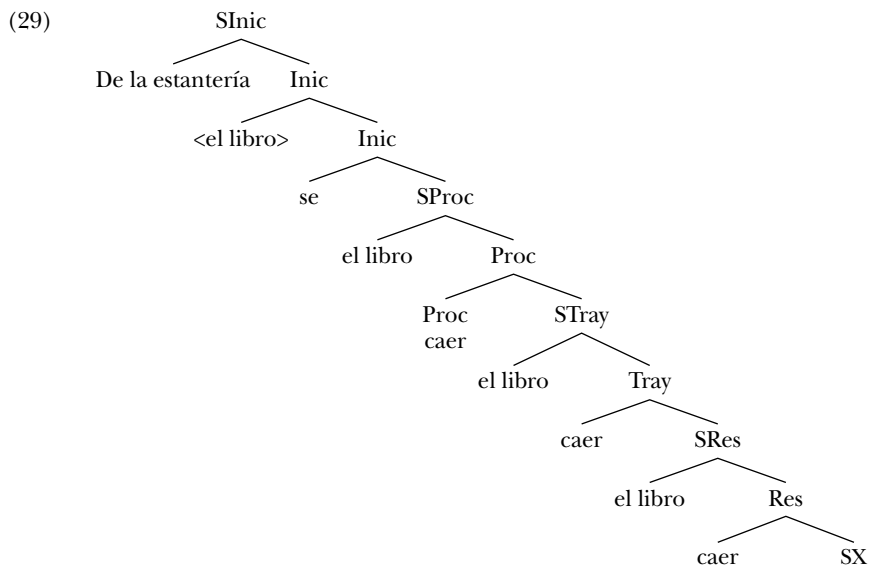 (29) SInic
De la estantería Inic
<el libro> Inic
se SProc
el libro Proc
Proc STray
caer
el libro Tray
caer SRes
el libro Res
caer SX